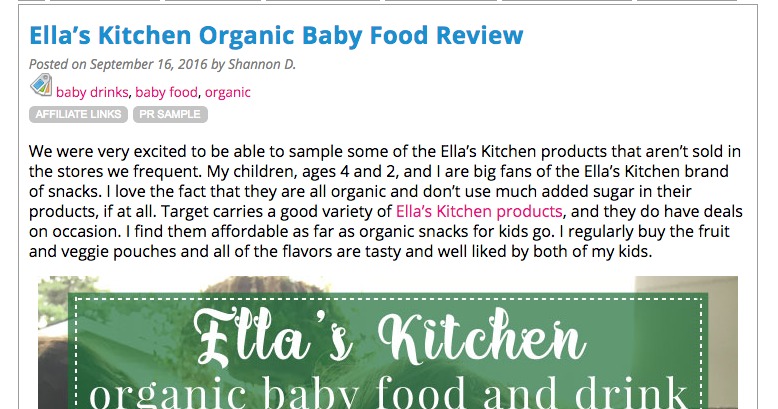 Ella’s Kitchen Organic Baby Food Review
Posted on September 16, 2016 by Shannon D.
baby drinks, baby food, organic
AFFILIATE LINKS PR SAMPLE
We were very excited to be able to sample some of the Ella’s Kitchen products that aren’t sold in
the stores we frequent. My children, ages 4 and 2, and I are big fans of the Ella’s Kitchen brand
of snacks. I love the fact that they are all organic and don’t use much added sugar in their
products, if at all. Target carries a good variety of Ella’s Kitchen products, and they do have deals
on occasion. I find them affordable as far as organic snacks for kids go. I regularly buy the fruit
and veggie pouches and all of the flavors are tasty and well liked by both of my kids.
Ella’s Kitchen
organic baby food and drink